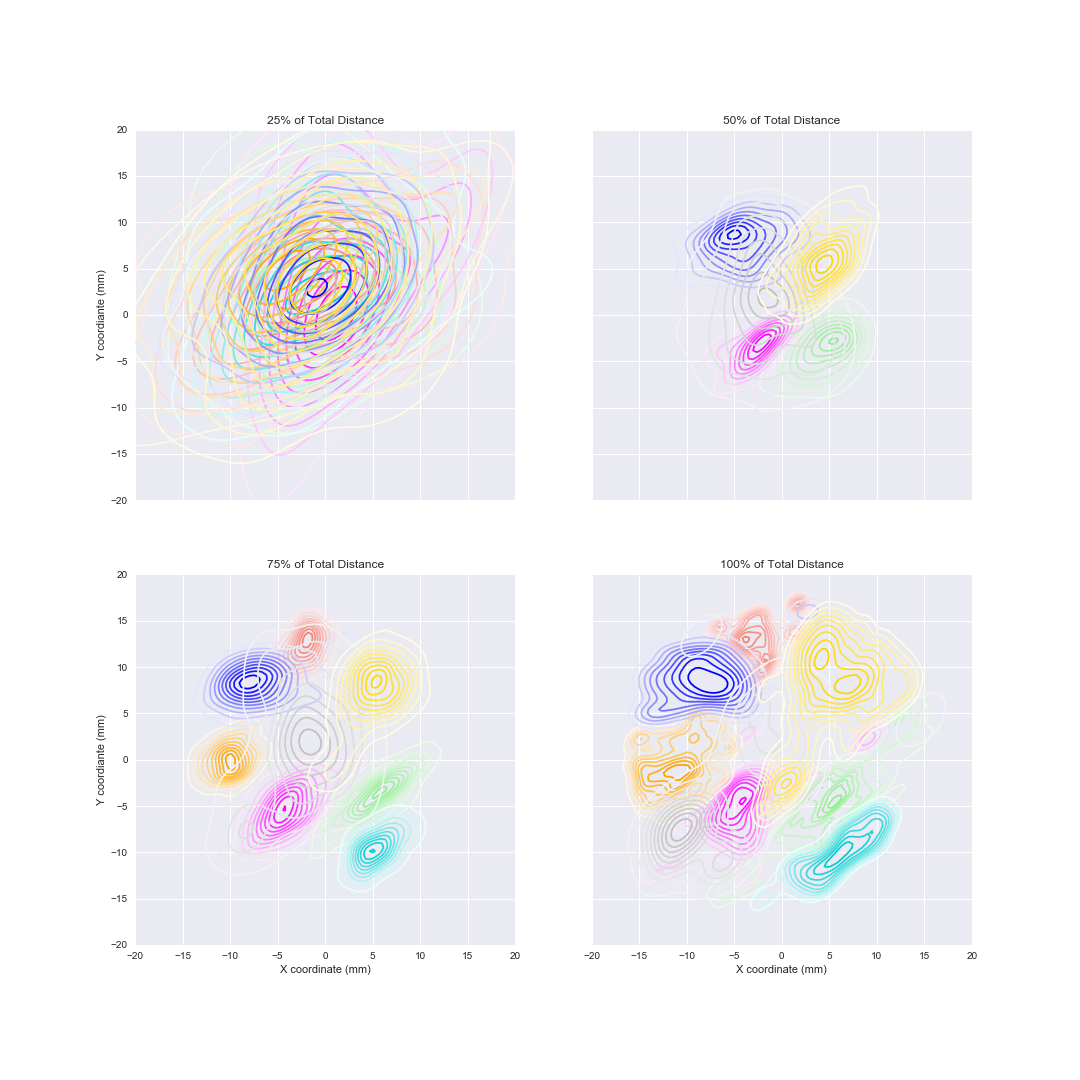 25% of Total Distance
50% of Total Distance
20
15
10
5
0
−5
−10
−15
−20
Y coordiante (mm)
75% of Total Distance
100% of Total Distance
20
15
10
5
0
−5
−10
−15
−20
Y coordiante (mm)
−20 −15 −10 −5 0 5 10 15 20
−20 −15 −10 −5 0 5 10 15 20
X coordinate (mm)
X coordinate (mm)